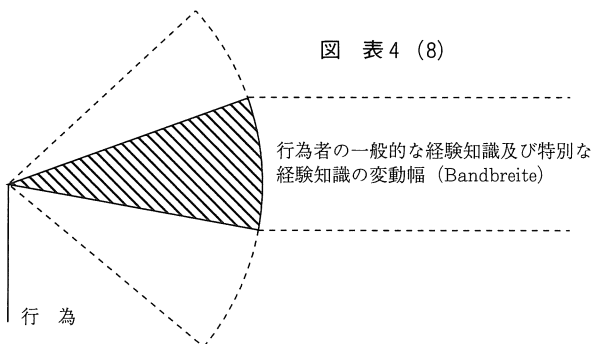 図 表4 (8)
行為者の一般的な経験知識及び特別な
経験知識の変動幅 (Bandbreite)
行 為